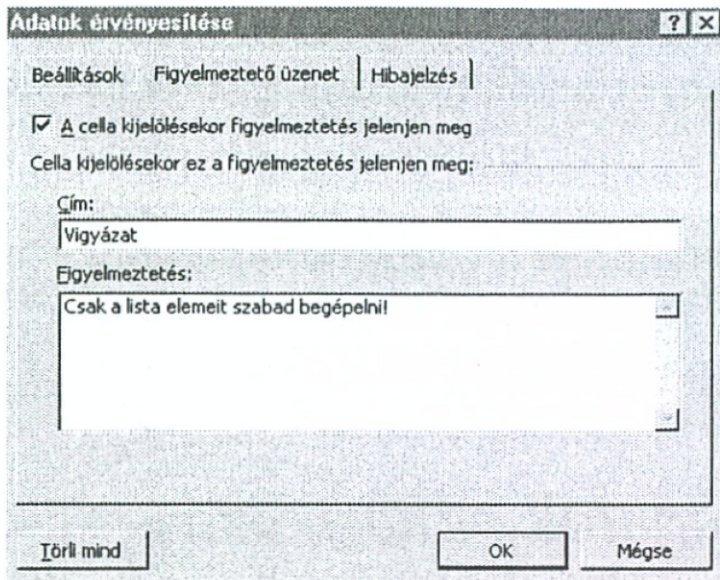 Adatok érvényesítése
Beállítások Figyelmeztető üzenet Hibajelzés
A cella kijelölésekor figyelmeztetés jelenjen meg
Cella kijelölésekor ez a figyelmeztetés jelenjen meg:
Cím:
Vigyázat
Figyelmeztetés:
Csak a lista elemeit szabad begépelni!
Törli mind OK Mégse